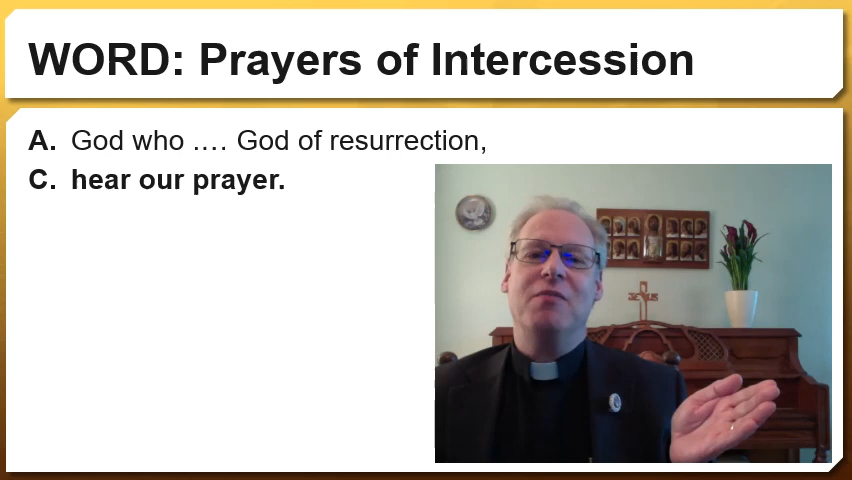 WORD: Prayers of Intercession
A. God who .... God of resurrection,
C. hear our prayer.